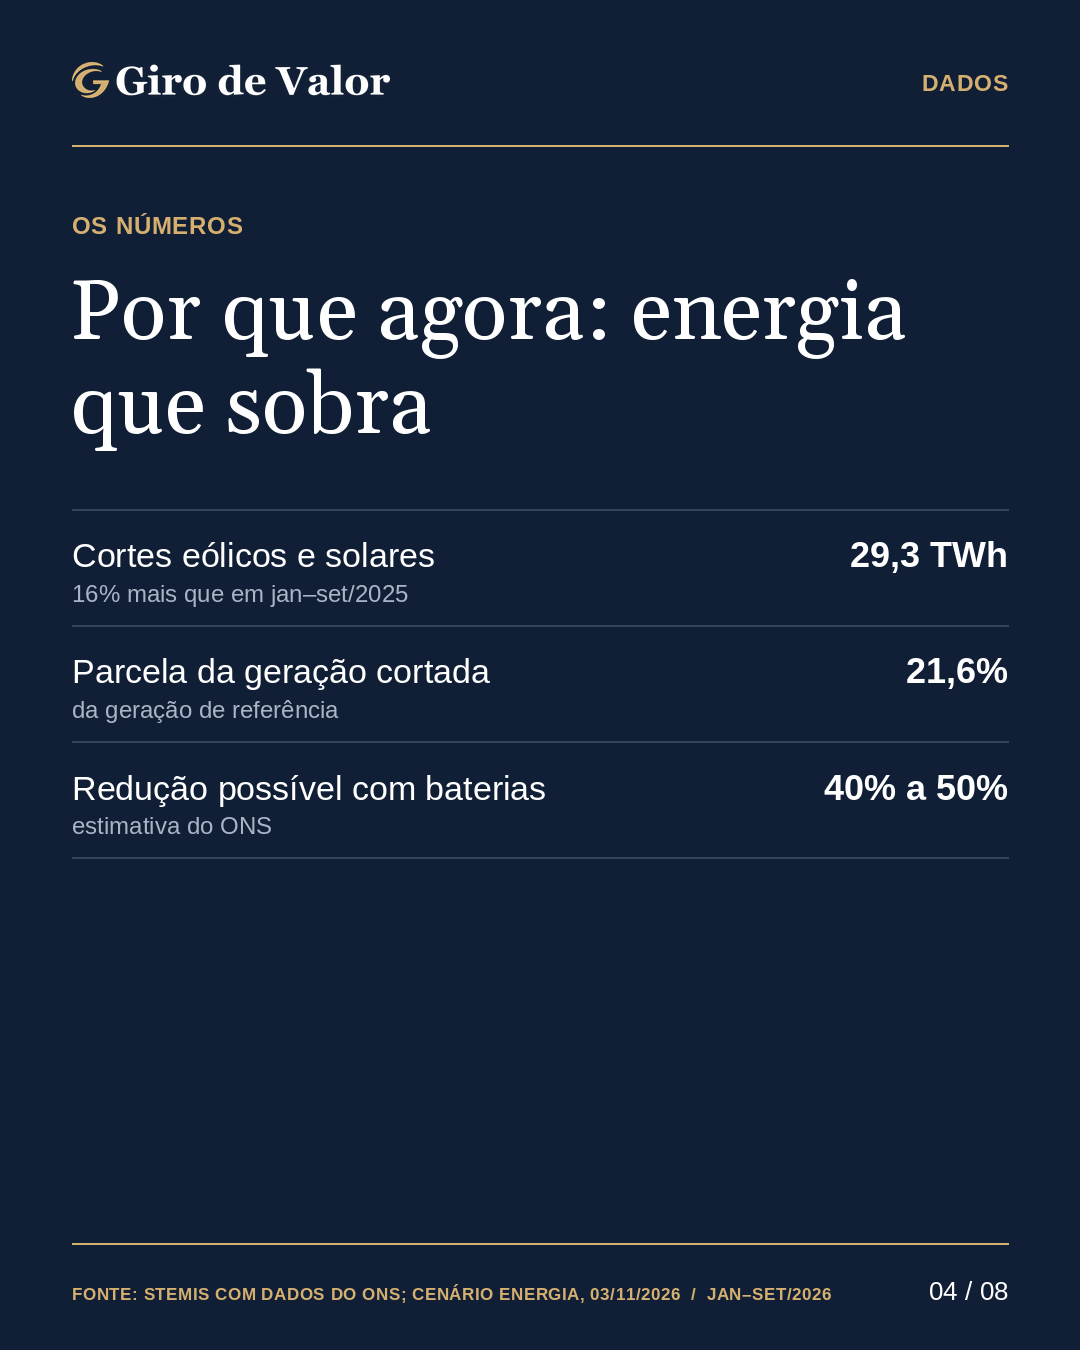 Giro de Valor
DADOS
OS NÚMEROS
Por que agora: energia
que sobra
Cortes eólicos e solares
29,3 TWh
16% mais que em jan–set/2025
Parcela da geração cortada
21,6%
da geração de referência
Redução possível com baterias
40% a 50%
estimativa do ONS
FONTE: STEMIS COM DADOS DO ONS; CENÁRIO ENERGIA, 03/11/2026 / JAN–SET/2026
04 / 08